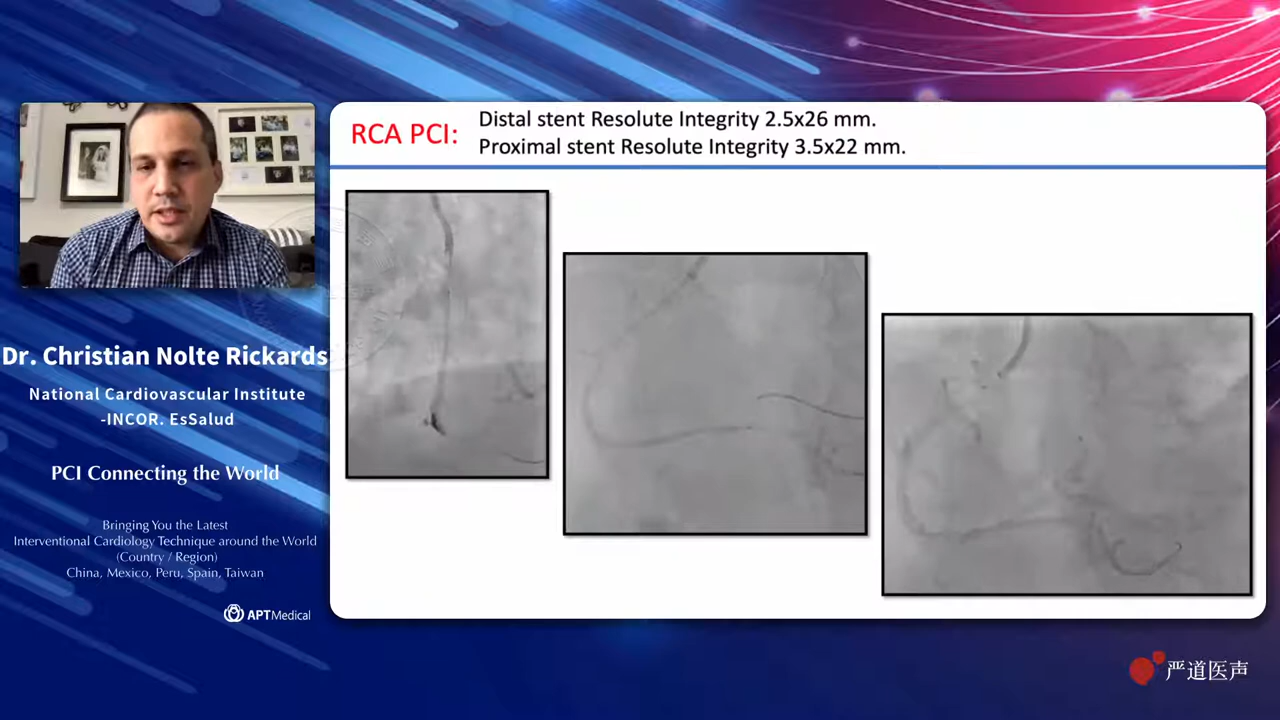 RCA PCI:
Distal stent Resolute Integrity 2.5x26 mm.
Proximal stent Resolute Integrity 3.5x22 mm.
Dr. Christian Nolte Rickards
National Cardiovascular Institute
-INCOR. EsSalud
PCI Connecting the World
Bringing You the Latest
Interventional Cardiology Technique around the World
(Country / Region)
China, Mexico, Peru, Spain, Taiwan
APTMedical
严道医声